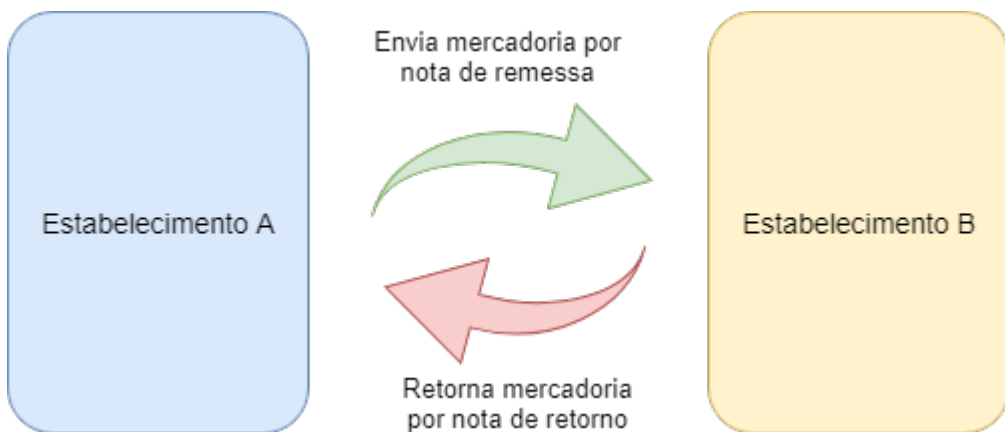 Envia mercadoria por
nota de remessa
Estabelecimento A
Estabelecimento B
Retorna mercadoria
por nota de retorno